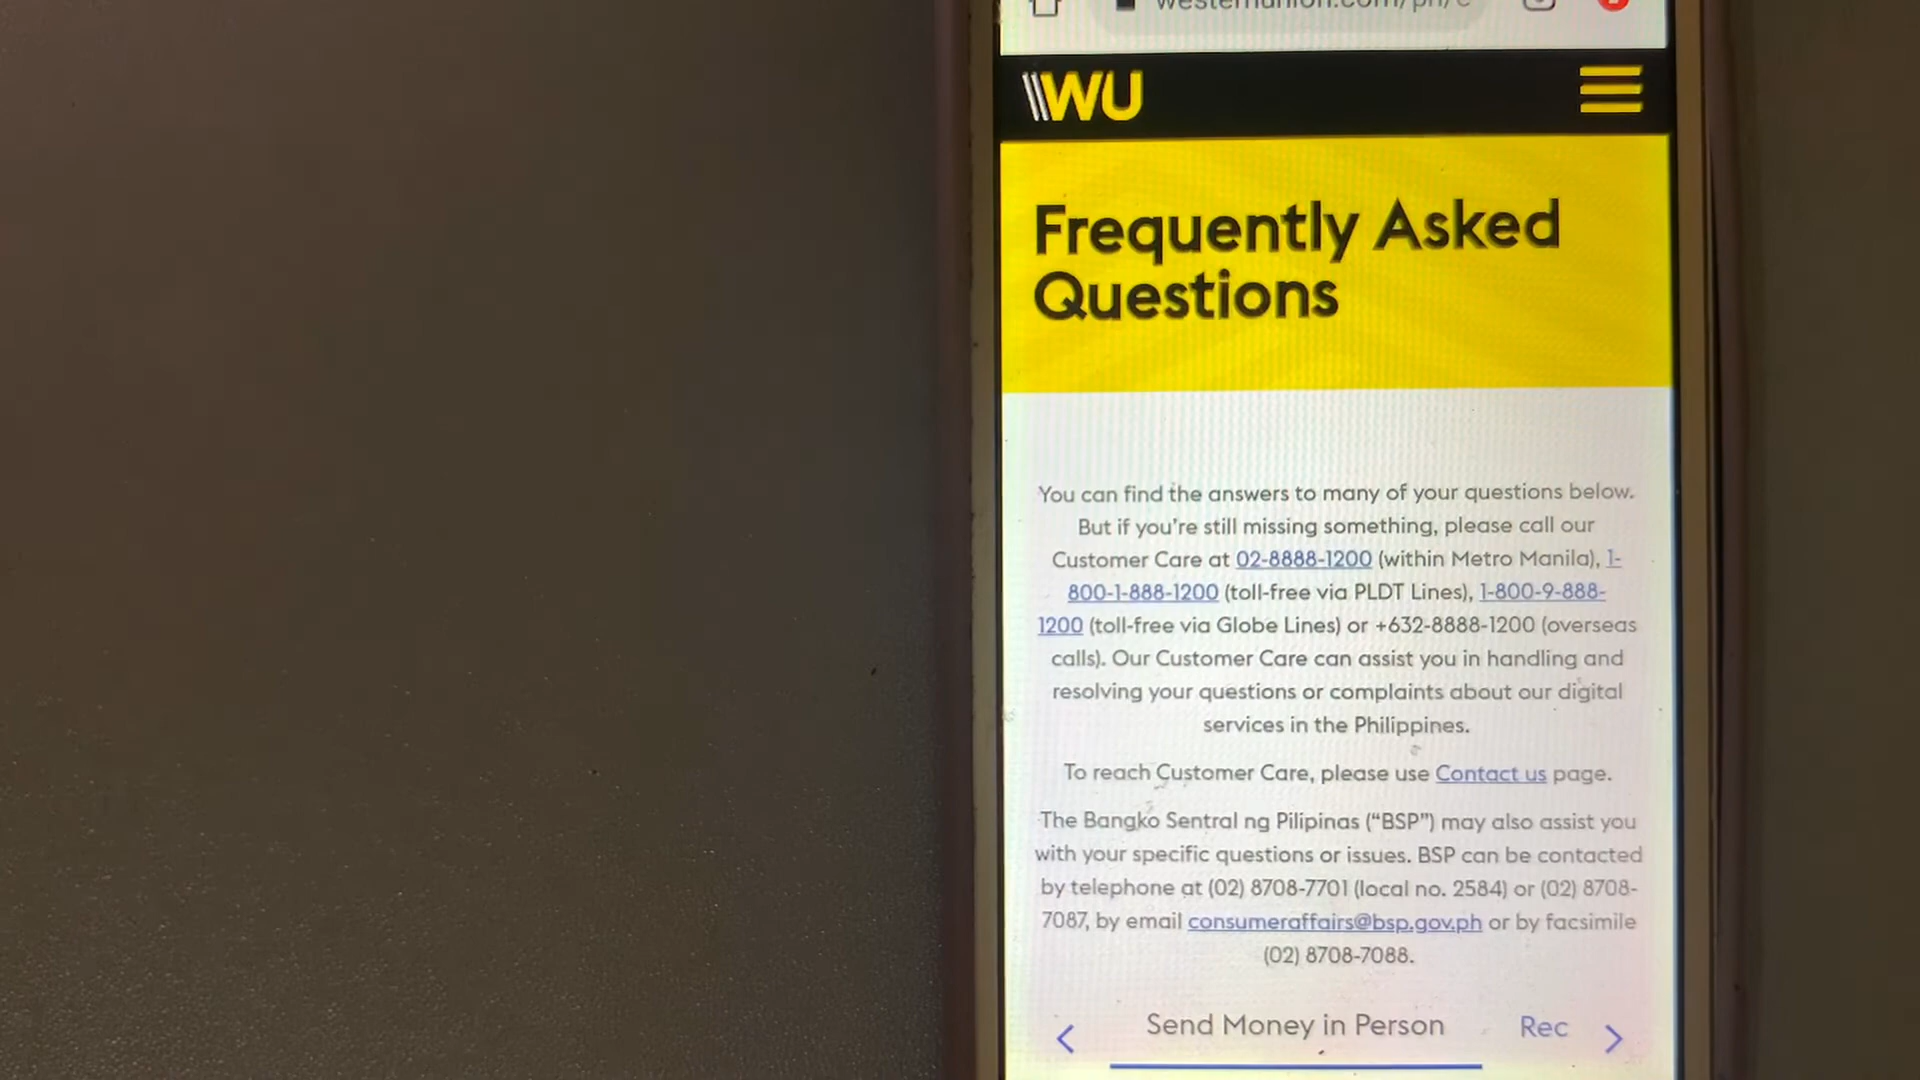 westernunion.com/ph/e
WU
Frequently Asked
Questions
You can find the answers to many of your questions below.
But if you're still missing something, please call our
Customer Care at 02-8888-1200 (within Metro Manila), 1-
800-1-888-1200 (toll-free via PLDT Lines), 1-800-9-888-
1200 (toll-free via Globe Lines) or +632-8888-1200 (overseas
calls). Our Customer Care can assist you in handling and
resolving your questions or complaints about our digital
services in the Philippines.
To reach Customer Care, please use Contact us page.
The Bangko Sentral ng Pilipinas (“BSP”) may also assist you
with your specific questions or issues. BSP can be contacted
by telephone at (02) 8708-7701 (local no. 2584) or (02) 8708-
7087, by email consumeraffairs@bsp.gov.ph or by facsimile
(02) 8708-7088.
Send Money in Person Rec